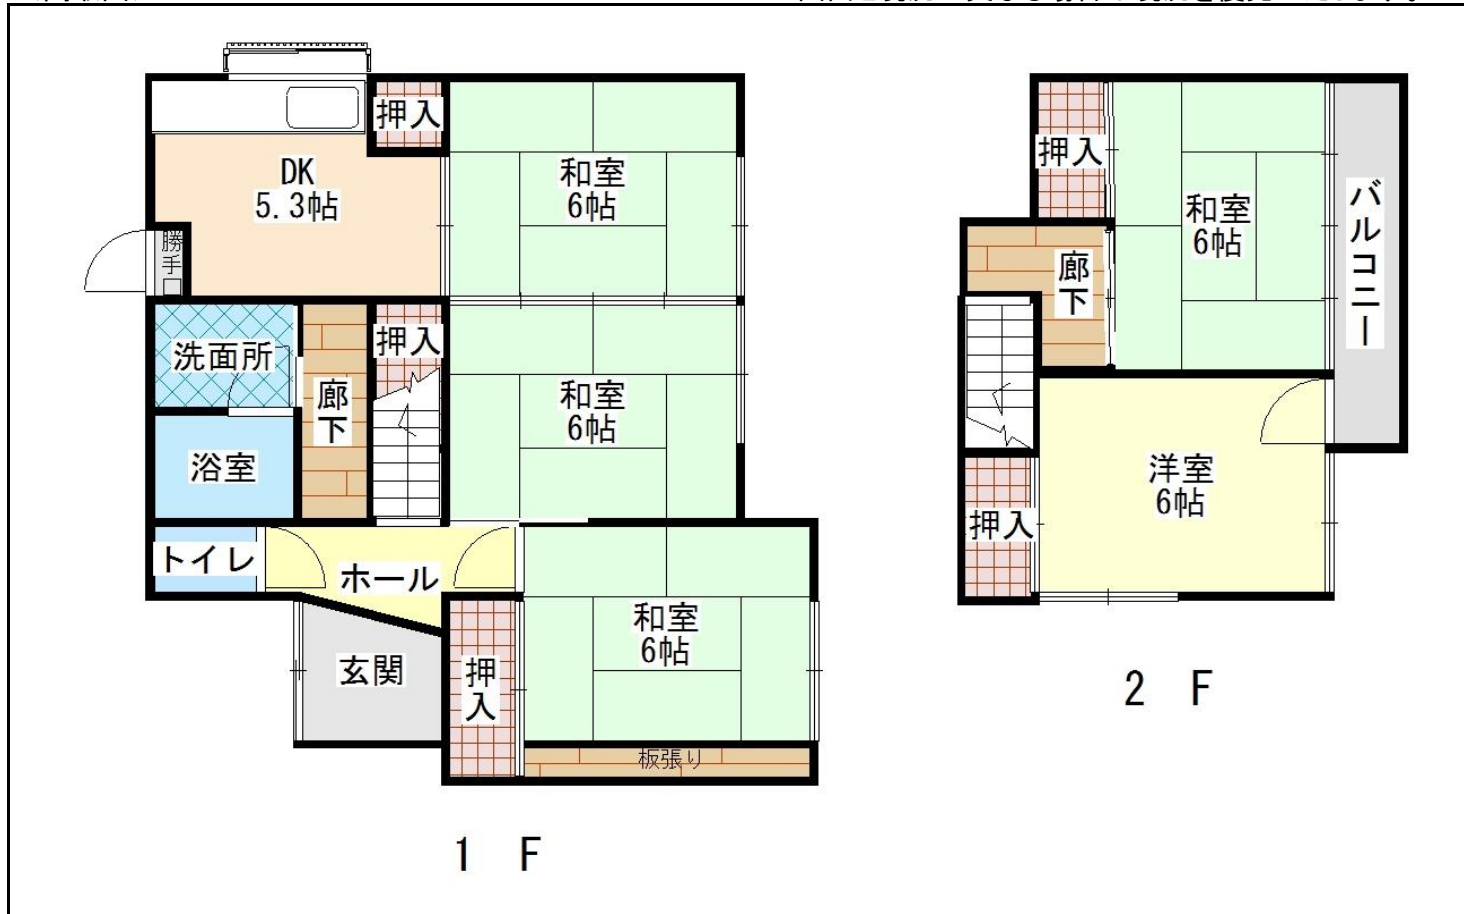 押入
DK
5.3帖
和室
6帖
勝手
洗面所
廊下
押入
和室
6帖
浴室
トイレ
ホール
和室
6帖
玄関
押入
板張り
1 F
押入
和室
6帖
バルコニー
廊下
洋室
6帖
押入
2 F